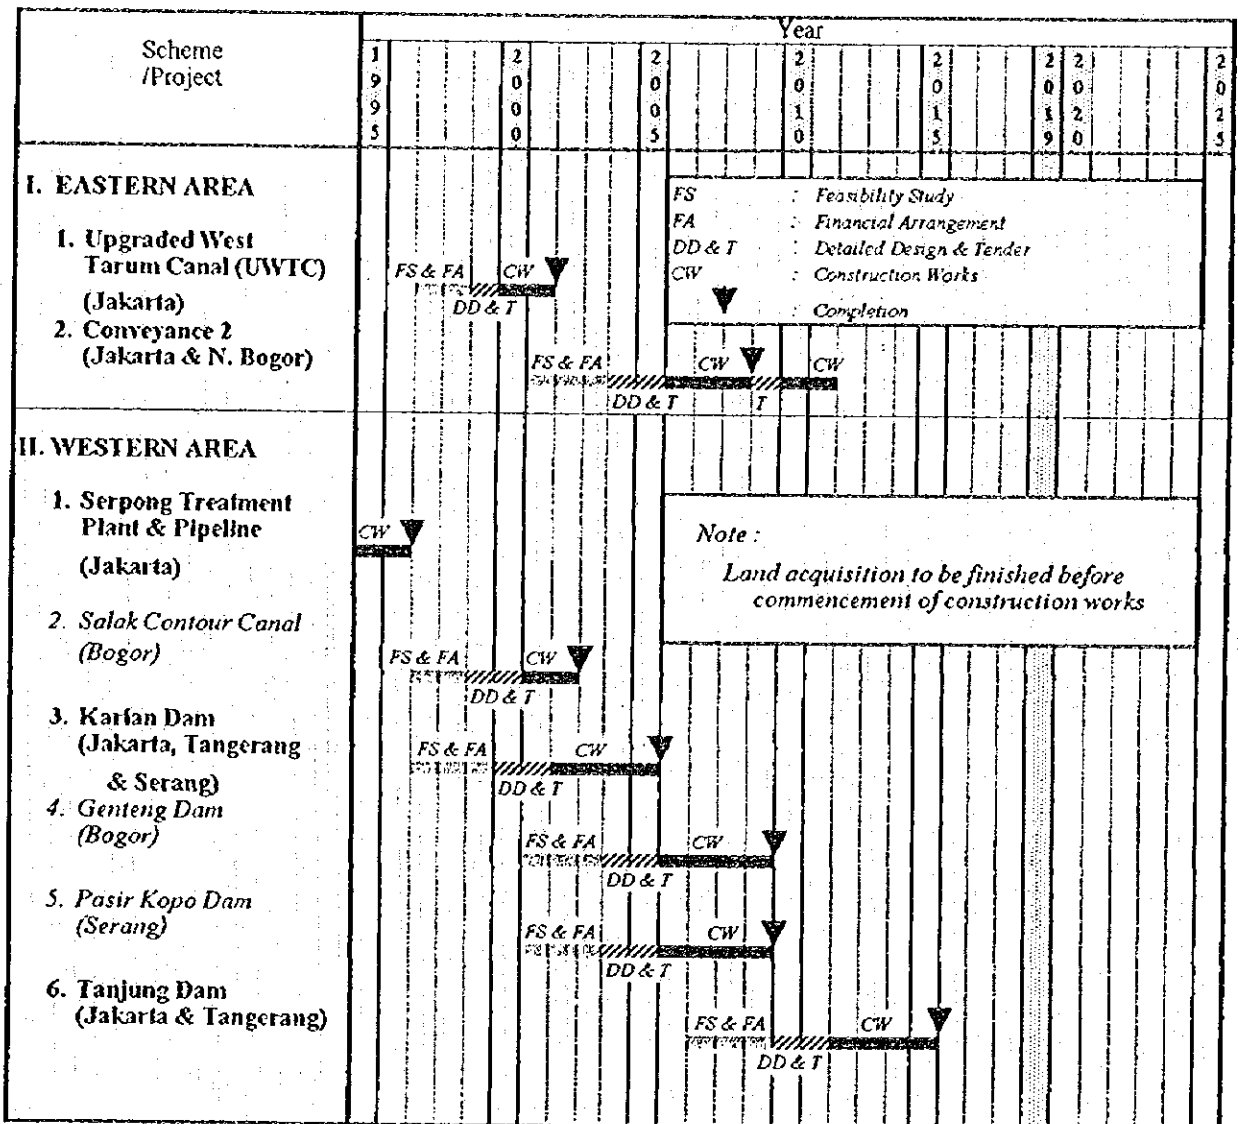 Scheme
/Project
Year
1995
2000
2005
2010
2015
2019
2020
2025
I. EASTERN AREA
1. Upgraded West
Tarum Canal (UWTC)
(Jakarta)
FS & FA
CW
DD & T
2. Conveyance 2
(Jakarta & N. Bogor)
FS & FA
CW
CW
DD & T
T
FS : Feasibility Study
FA : Financial Arrangement
DD & T : Detailed Design & Tender
CW : Construction Works
: Completion
II. WESTERN AREA
1. Serpong Treatment
Plant & Pipeline
(Jakarta)
CW
Note :
Land acquisition to be finished before
commencement of construction works
2. Salak Contour Canal
(Bogor)
FS & FA
CW
DD & T
3. Karian Dam
(Jakarta, Tangerang
& Serang)
FS & FA
CW
DD & T
4. Genteng Dam
(Bogor)
FS & FA
CW
DD & T
5. Pasir Kopo Dam
(Serang)
FS & FA
CW
DD & T
6. Tanjung Dam
(Jakarta & Tangerang)
FS & FA
CW
DD & T